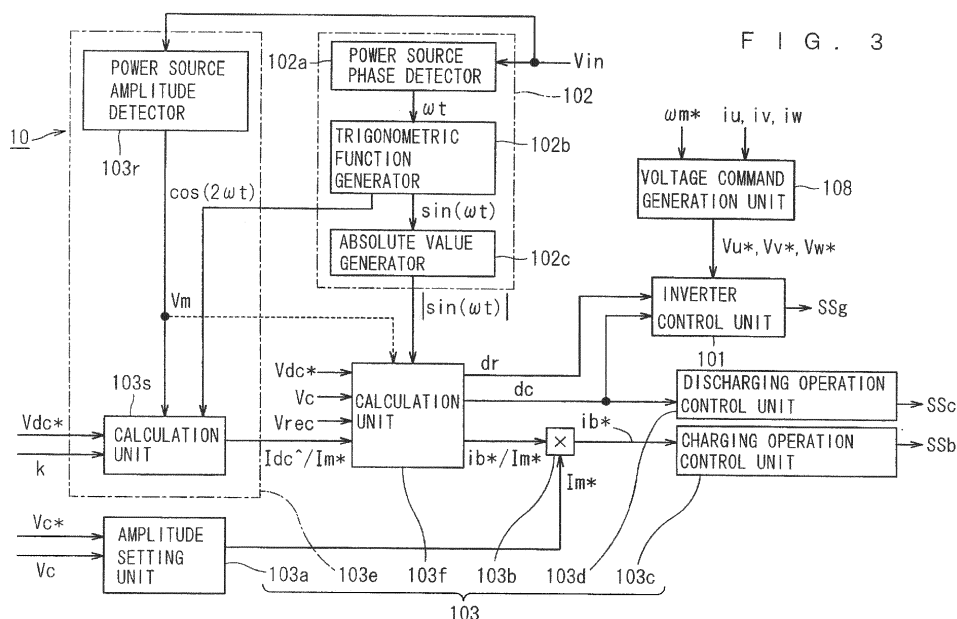 FIG. 3
POWER SOURCE
AMPLITUDE
DETECTOR
103r
10
102a
POWER SOURCE
PHASE DETECTOR
Vin
102
ωt
TRIGONOMETRIC
FUNCTION
GENERATOR
102b
cos(2ωt)
sin(ωt)
ABSOLUTE VALUE
GENERATOR
102c
|sin(ωt)|
ωm*
iu, iv, iw
VOLTAGE COMMAND
GENERATION UNIT
108
Vu*, Vv*, Vw*
INVERTER
CONTROL UNIT
SSg
101
Vm
103s
Vdc*
k
CALCULATION
UNIT
Idc^/Im*
Vdc*
Vc
Vrec
CALCULATION
UNIT
dr
dc
ib*/Im*
×
ib*
Im*
DISCHARGING OPERATION
CONTROL UNIT
SSc
CHARGING OPERATION
CONTROL UNIT
SSb
Vc*
Vc
AMPLITUDE
SETTING
UNIT
103a
103e
103f
103b
103d
103c
103